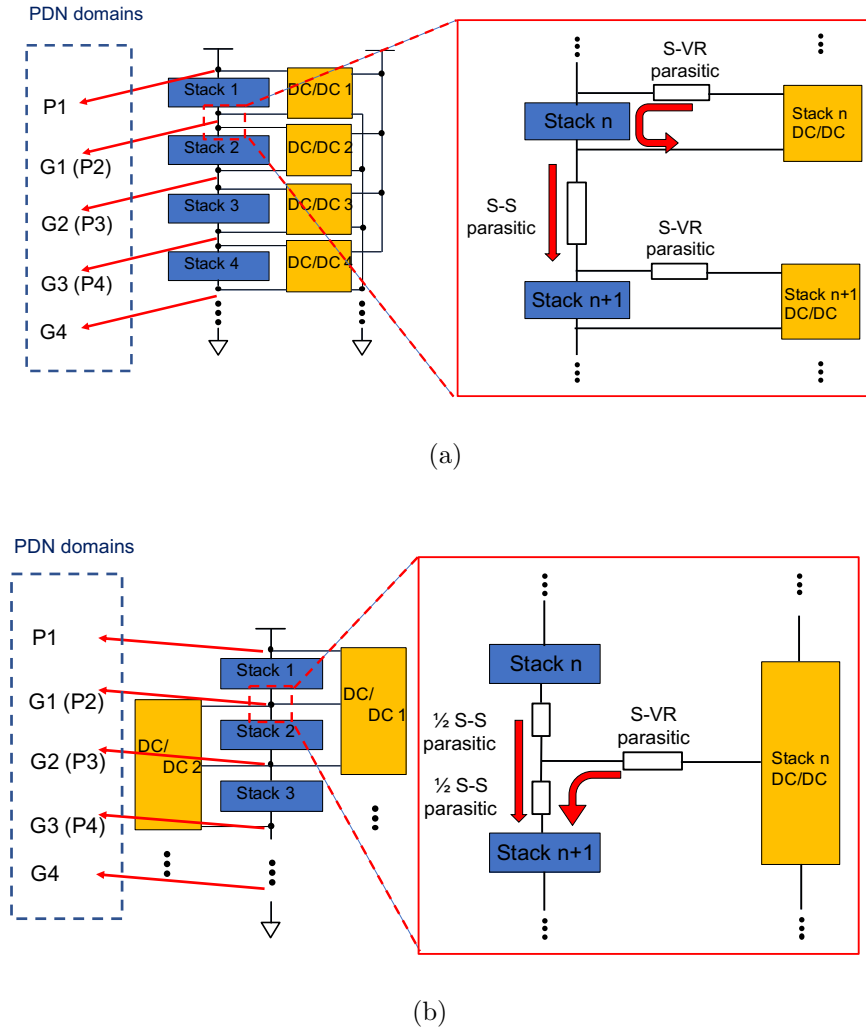 PDN domains
P1
G1 (P2)
G2 (P3)
G3 (P4)
G4
Stack 1
Stack 2
Stack 3
Stack 4
DC/DC 1
DC/DC 2
DC/DC 3
DC/DC 4
S-VR
parasitic
Stack n
Stack n
DC/DC
S-S
parasitic
S-VR
parasitic
Stack n+1
Stack n+1
DC/DC
(a)
PDN domains
P1
G1 (P2)
G2 (P3)
G3 (P4)
G4
Stack 1
Stack 2
Stack 3
DC/
DC 1
DC/
DC 2
Stack n
½ S-S
parasitic
½ S-S
parasitic
S-VR
parasitic
Stack n
DC/DC
Stack n+1
(b)